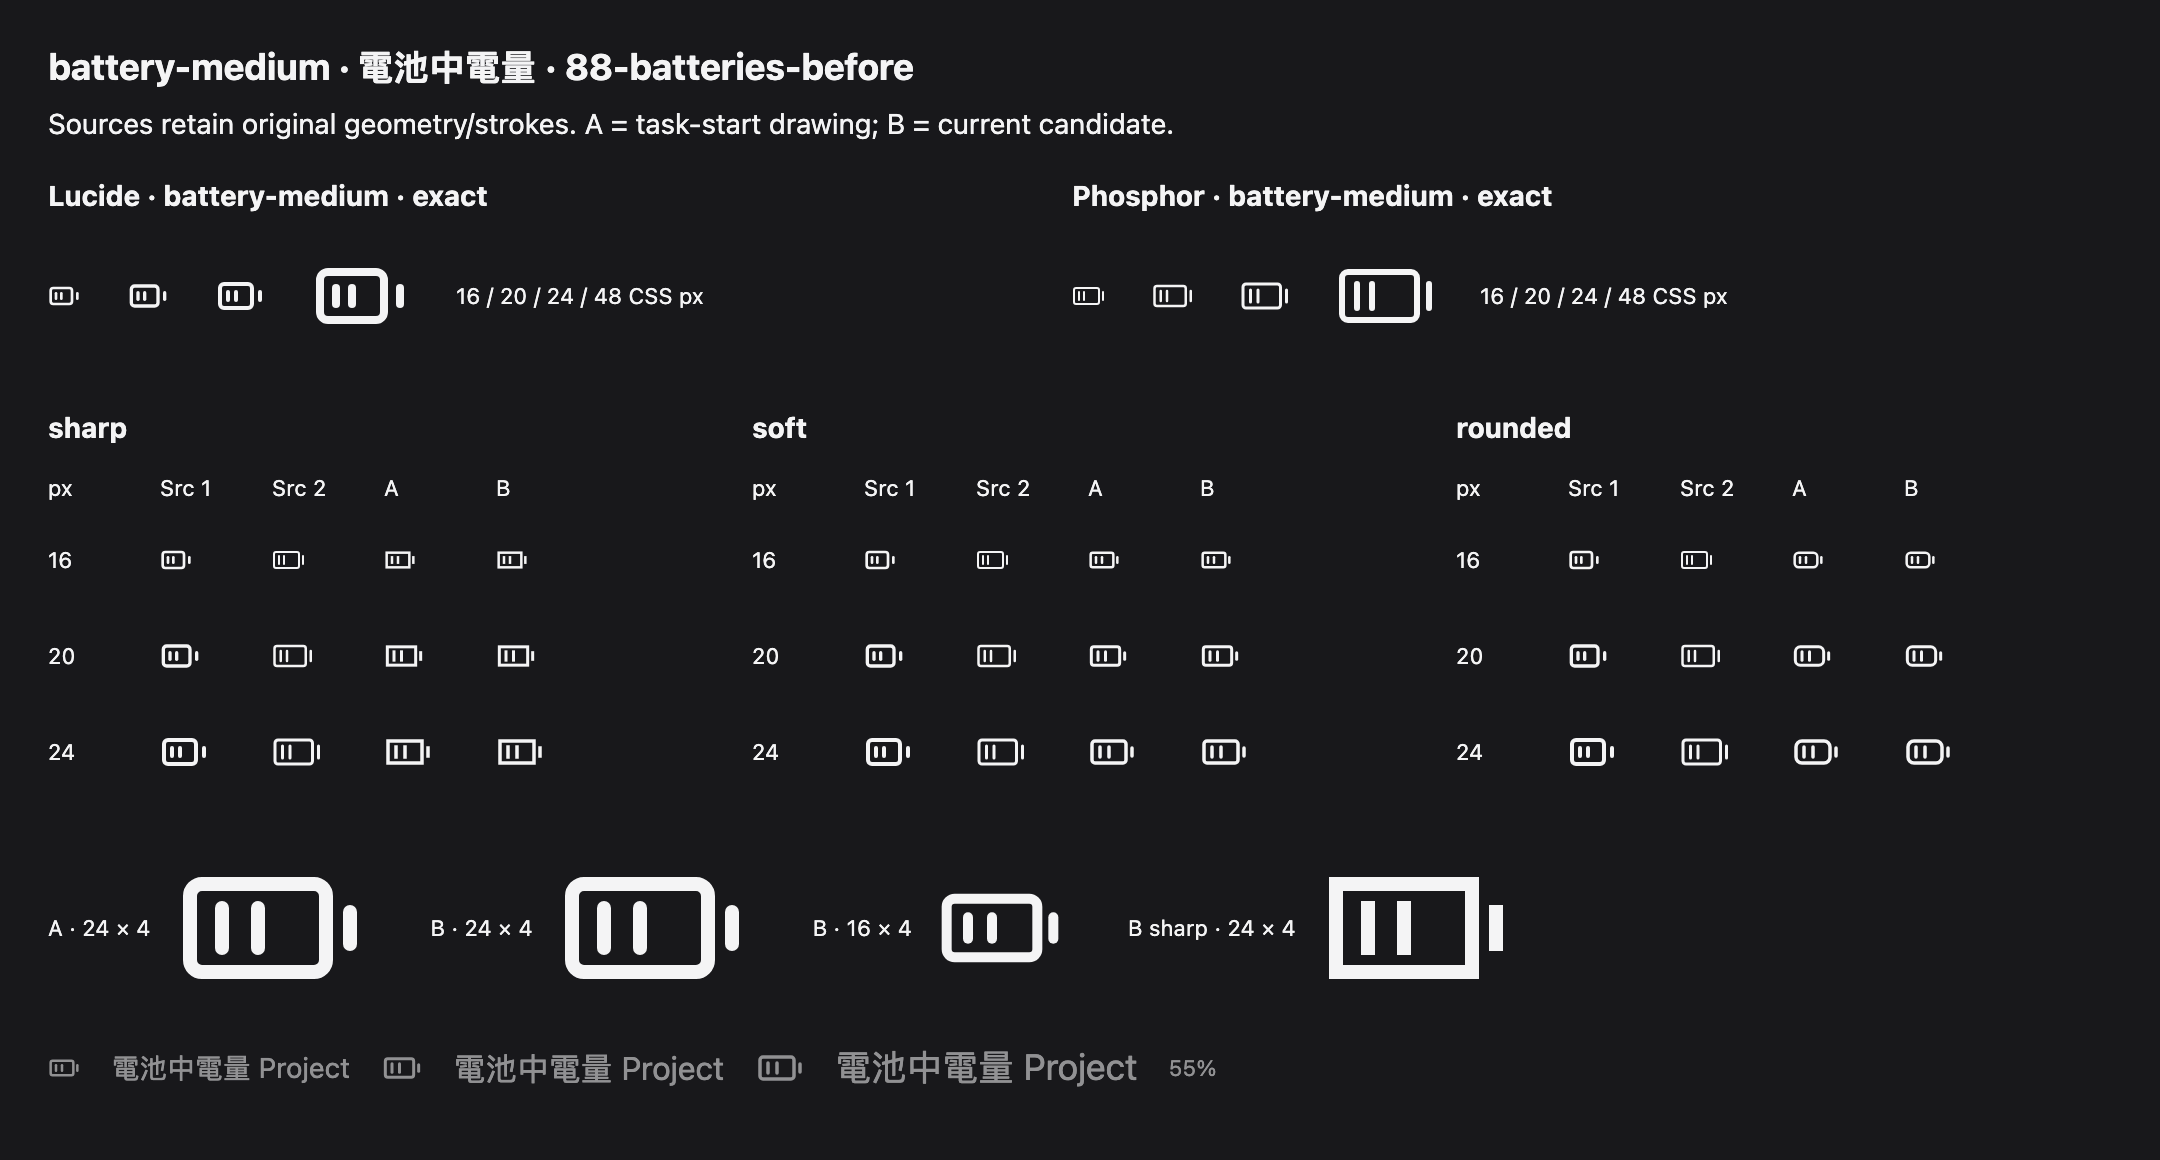 battery-medium · 電池中電量 · 88-batteries-before
Sources retain original geometry/strokes. A = task-start drawing; B = current candidate.
Lucide · battery-medium · exact
Phosphor · battery-medium · exact
16 / 20 / 24 / 48 CSS px
16 / 20 / 24 / 48 CSS px
sharp
soft
rounded
px Src 1 Src 2 A B
px Src 1 Src 2 A B
px Src 1 Src 2 A B
16
16
16
20
20
20
24
24
24
A · 24 × 4
B · 24 × 4
B · 16 × 4
B sharp · 24 × 4
電池中電量 Project
電池中電量 Project
電池中電量 Project
55%